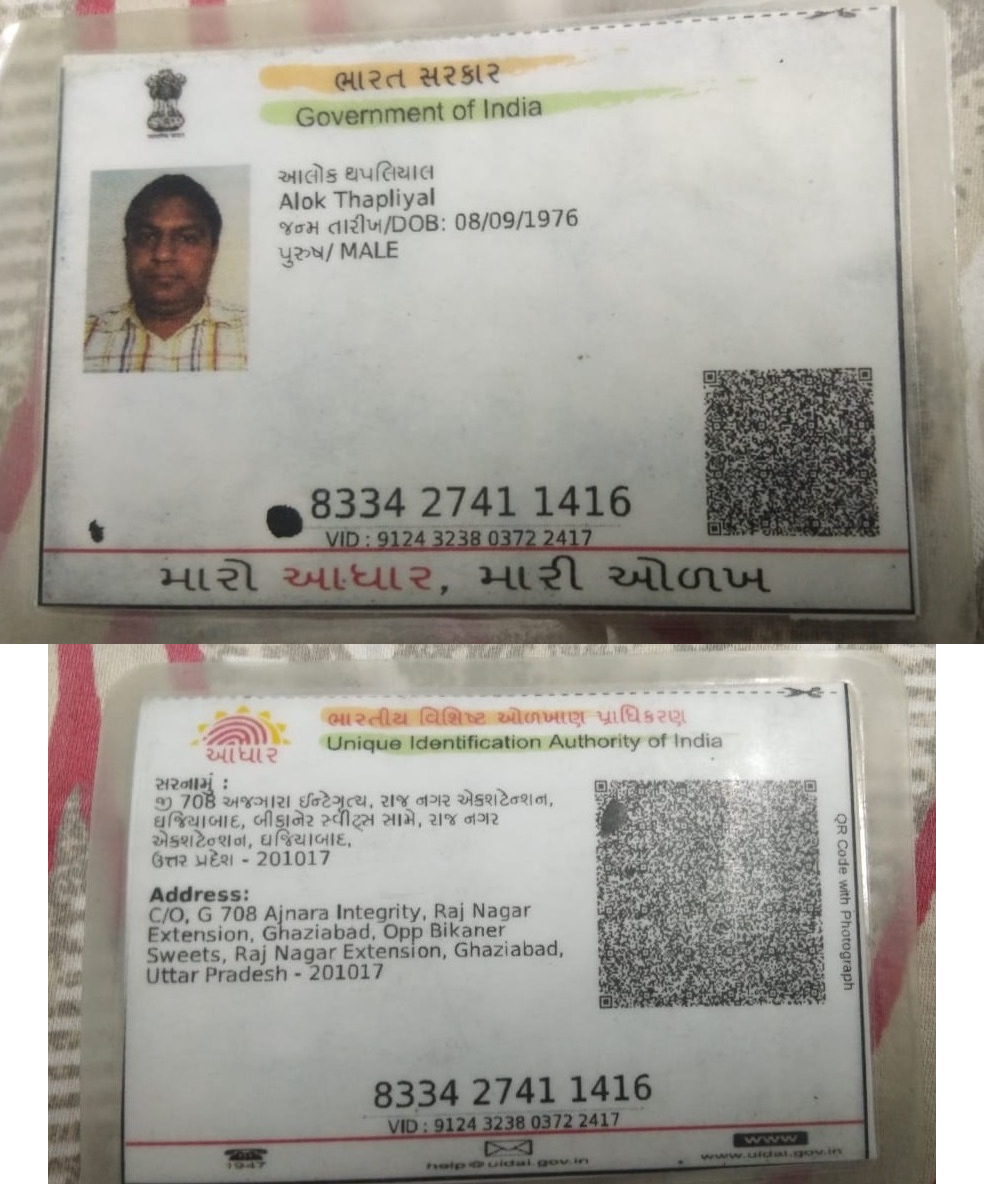 ભારત સરકાર
Government of India
આલોક થપલિયાલ
Alok Thapliyal
જન્મ તારીખ/DOB: 08/09/1976
પુરુષ/ MALE
8334 2741 1416
VID : 9124 3238 0372 2417
મારો આધાર, મારી ઓળખ
ભારતીય વિશિષ્ટ ઓળખાણ પ્રાધિકરણ
Unique Identification Authority of India
આધાર
સરનામું :
જી 708 અજનારા ઈન્ટેગ્રત્ય, રાજ નગર એકશટેન્શન,
ઘજિયાબાદ, બીકાનેર સ્વીટ્સ સામે, રાજ નગર
એકશટેન્શન, ઘજિયાબાદ,
ઉત્તર પ્રદેશ - 201017
Address:
C/O, G 708 Ajnara Integrity, Raj Nagar
Extension, Ghaziabad, Opp Bikaner
Sweets, Raj Nagar Extension, Ghaziabad,
Uttar Pradesh - 201017
QR Code with Photograph
8334 2741 1416
VID : 9124 3238 0372 2417
1947
help@uidai.gov.in
www
www.uidai.gov.in